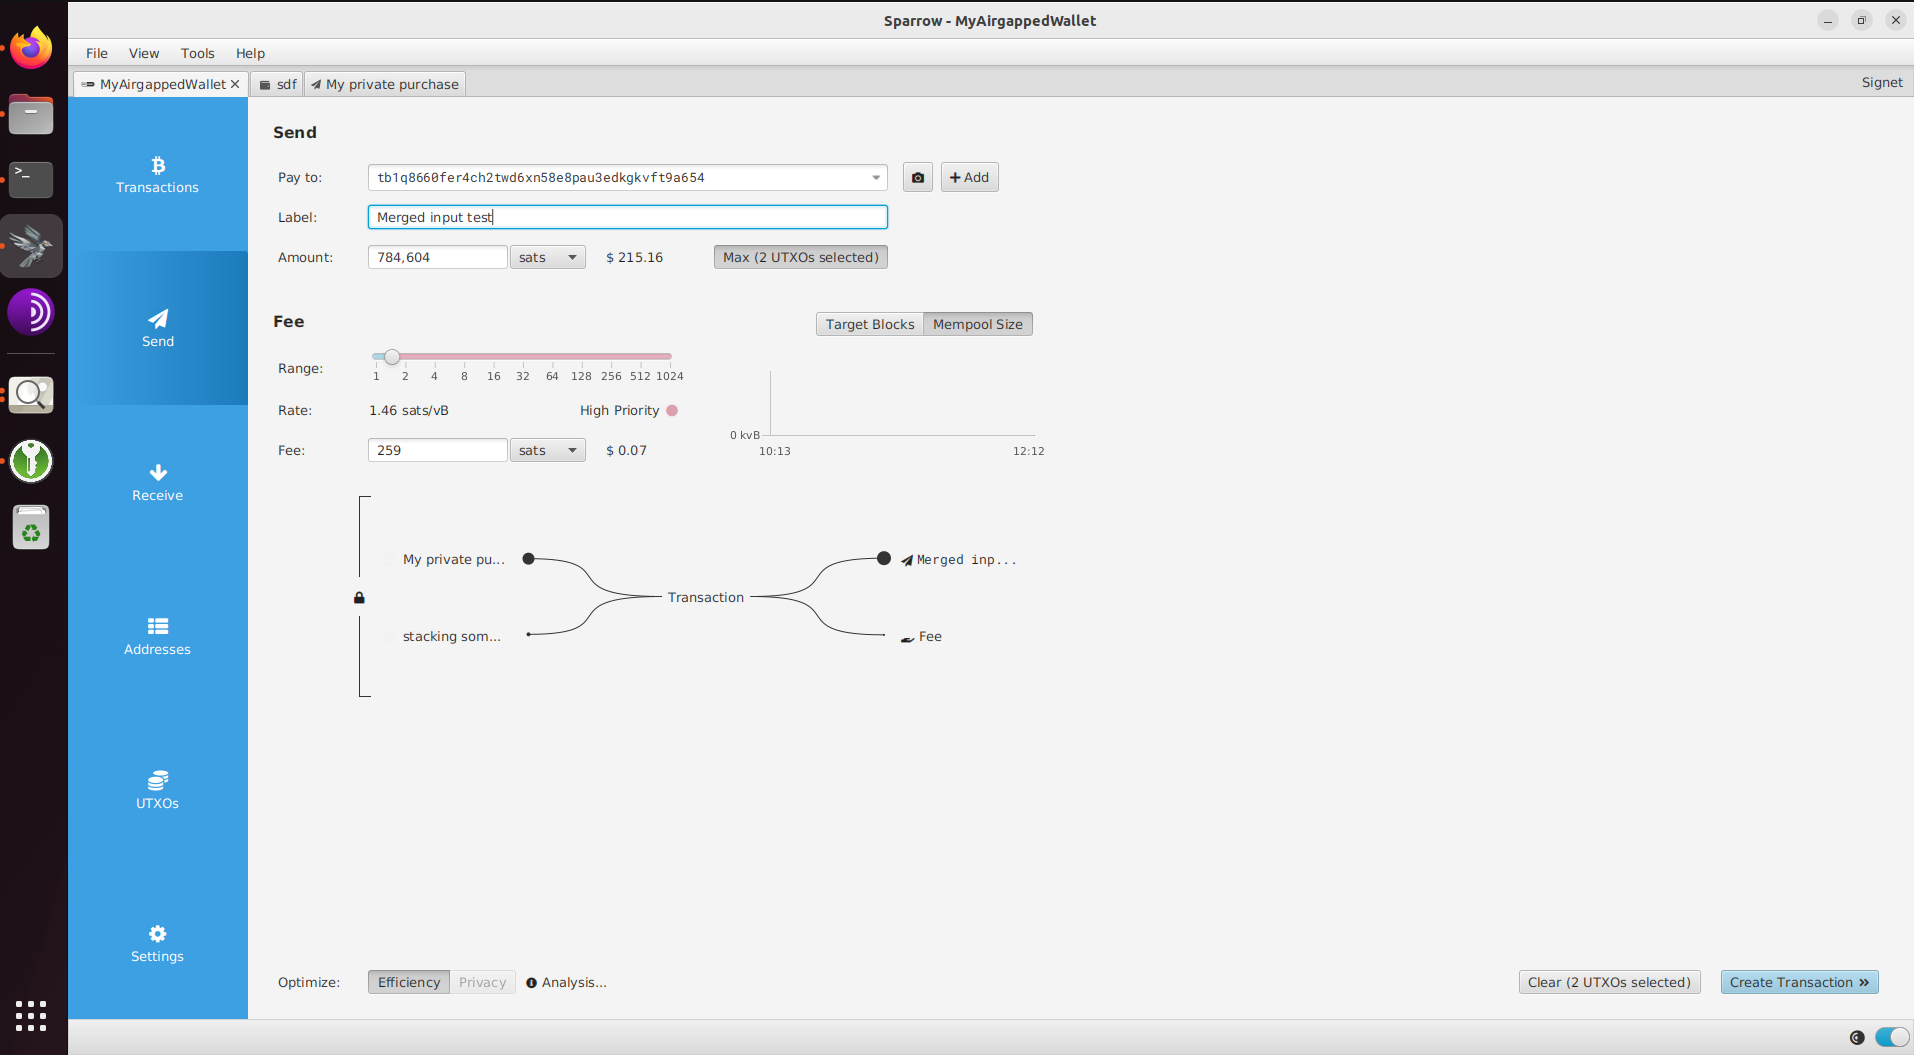 Sparrow - MyAirgappedWallet
File View Tools Help
MyAirgappedWallet sdf My private purchase Signet
Transactions
Send
Receive
Addresses
UTXOs
Settings
Send
Pay to: tb1q8660fer4ch2twd6xn58e8pau3edkgkvft9a654 Add
Label: Merged input test
Amount: 784,604 sats $ 215.16 Max (2 UTXOs selected)
Fee Target Blocks Mempool Size
Range: 1 2 4 8 16 32 64 128 256 512 1024
Rate: 1.46 sats/vB High Priority
0 kvB
Fee: 259 sats $ 0.07 10:13 12:12
My private pu... Merged inp...
Transaction
stacking som... Fee
Optimize: Efficiency Privacy Analysis... Clear (2 UTXOs selected) Create Transaction »